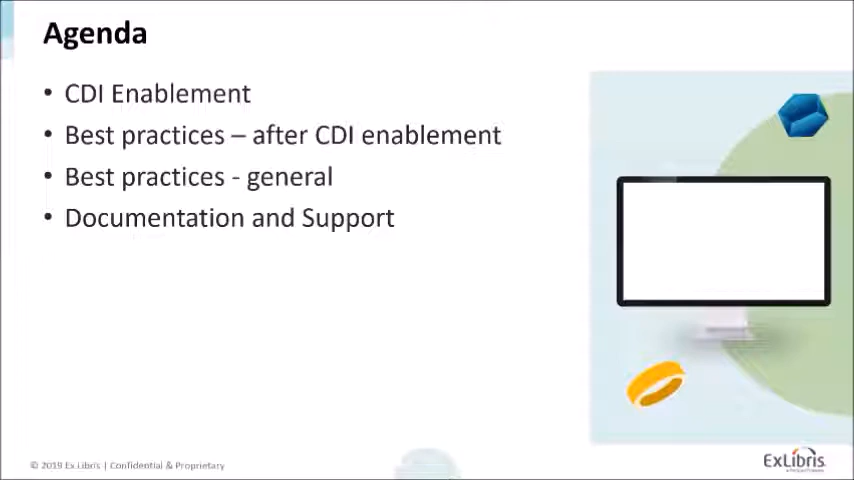 Agenda
• CDI Enablement
• Best practices – after CDI enablement
• Best practices - general
• Documentation and Support
© 2019 Ex Libris | Confidential & Proprietary
ExLibris